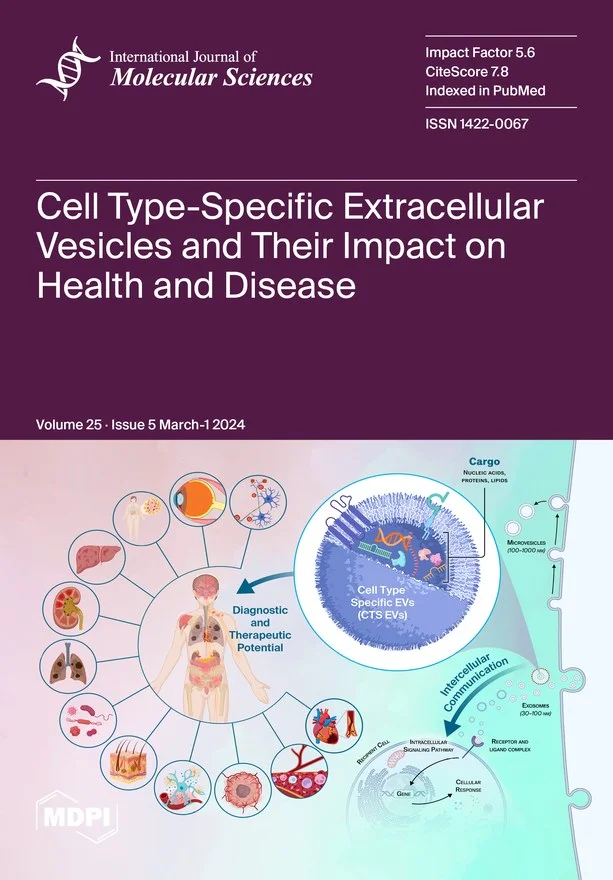 International Journal of
Molecular Sciences
Impact Factor 5.6
CiteScore 7.8
Indexed in PubMed
ISSN 1422-0067
Cell Type-Specific Extracellular
Vesicles and Their Impact on
Health and Disease
Volume 25 · Issue 5 March-1 2024
Cargo
Nucleic acids,
proteins, lipids
Microvesicles
(100-1000 nm)
Cell Type
Specific EVs
(CTS EVs)
Diagnostic
and
Therapeutic
Potential
Intercellular
Communication
Exosomes
(30-100 nm)
Recipient Cell
Intracellular
Signaling Pathway
Receptor and
ligand complex
Gene
Cellular
Response
MDPI